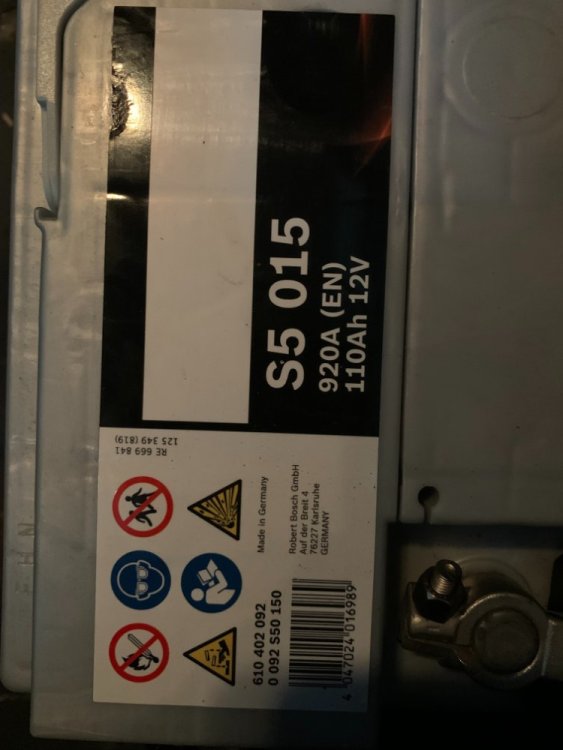 S5 015
920A (EN)
110Ah 12V
RE 669 841
125 349 (819)
Made in Germany
Robert Bosch GmbH
Auf der Breit 4
76227 Karlsruhe
GERMANY
610 402 092
0 092 S50 150
4 047024 016989